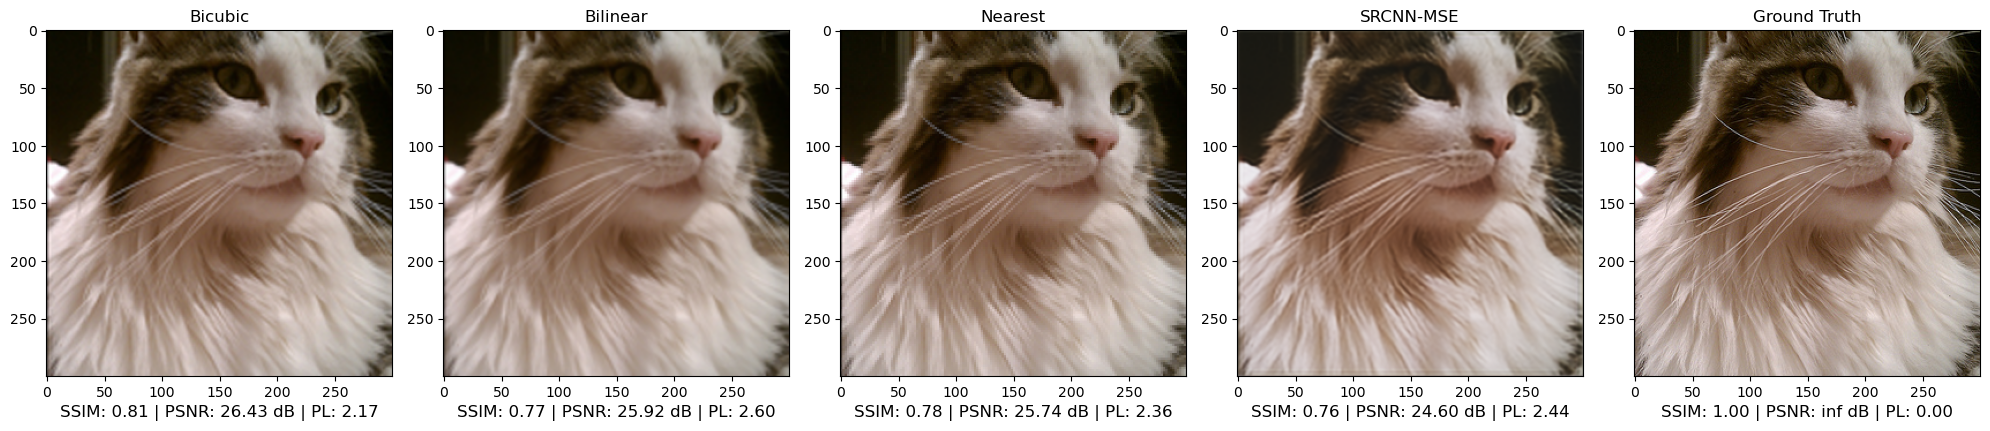 Bicubic Bilinear Nearest SRCNN-MSE Ground Truth
0 0 0 0 0
50 50 50 50 50
100 100 100 100 100
150 150 150 150 150
200 200 200 200 200
250 250 250 250 250
0 50 100 150 200 250 0 50 100 150 200 250 0 50 100 150 200 250 0 50 100 150 200 250 0 50 100 150 200 250
SSIM: 0.81 | PSNR: 26.43 dB | PL: 2.17 SSIM: 0.77 | PSNR: 25.92 dB | PL: 2.60 SSIM: 0.78 | PSNR: 25.74 dB | PL: 2.36 SSIM: 0.76 | PSNR: 24.60 dB | PL: 2.44 SSIM: 1.00 | PSNR: inf dB | PL: 0.00